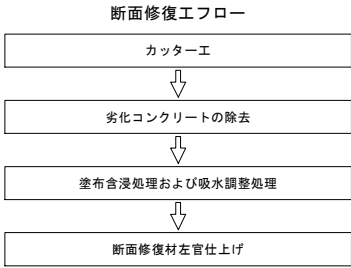 断面修復工フロー
カッター工
劣化コンクリートの除去
塗布含浸処理および吸水調整処理
断面修復材左官仕上げ